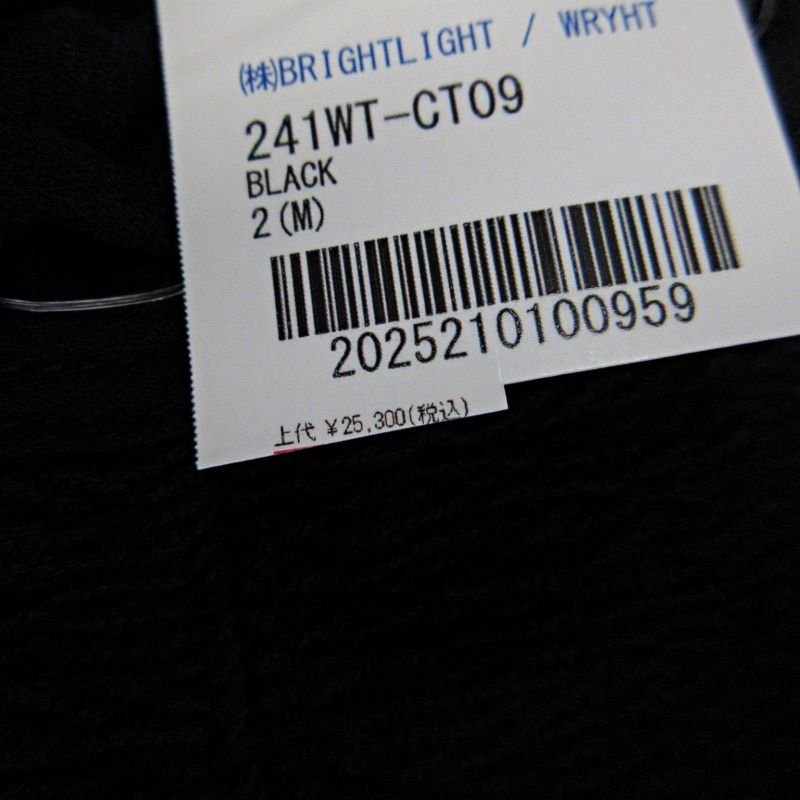 ㈱BRIGHTLIGHT / WRYHT
241WT-CT09
BLACK
2(M)
2025210100959
上代 ¥25,300(税込)